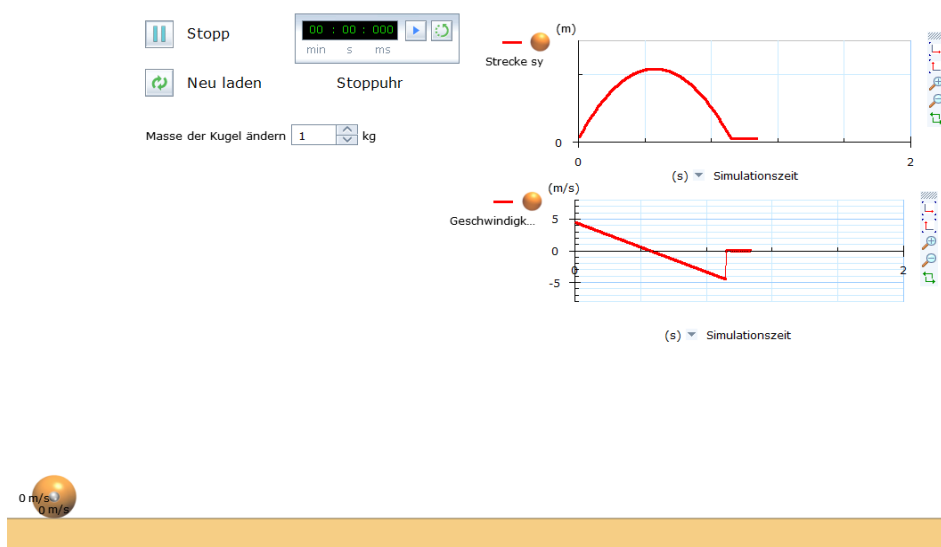 Stopp
00 : 00 : 000
min s ms
Neu laden
Stoppuhr
Masse der Kugel ändern 1 kg
(m)
Strecke sy
0
0 2
(s) Simulationszeit
(m/s)
Geschwindigk...
5
0
0 2
-5
(s) Simulationszeit
0 m/s
0 m/s